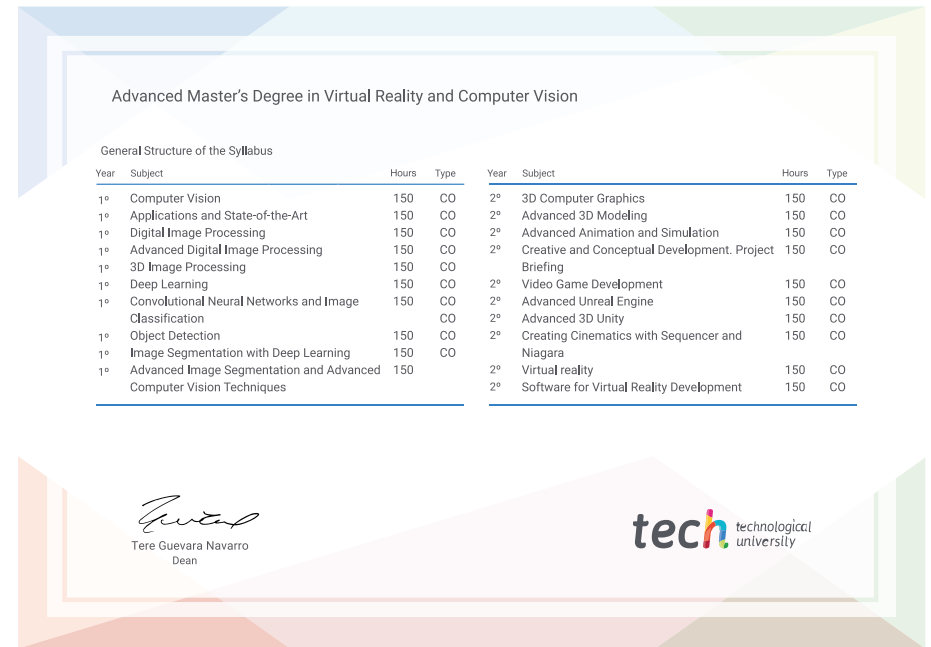 Advanced Master's Degree in Virtual Reality and Computer Vision
General Structure of the Syllabus
Year Subject Hours Type
1º Computer Vision 150 CO
1º Applications and State-of-the-Art 150 CO
1º Digital Image Processing 150 CO
1º Advanced Digital Image Processing 150 CO
1º 3D Image Processing 150 CO
1º Deep Learning 150 CO
1º Convolutional Neural Networks and Image 150 CO
Classification CO
1º Object Detection 150 CO
1º Image Segmentation with Deep Learning 150 CO
1º Advanced Image Segmentation and Advanced 150
Computer Vision Techniques
Year Subject Hours Type
2º 3D Computer Graphics 150 CO
2º Advanced 3D Modeling 150 CO
2º Advanced Animation and Simulation 150 CO
2º Creative and Conceptual Development. Project 150 CO
Briefing
2º Video Game Development 150 CO
2º Advanced Unreal Engine 150 CO
2º Advanced 3D Unity 150 CO
2º Creating Cinematics with Sequencer and 150 CO
Niagara
2º Virtual reality 150 CO
2º Software for Virtual Reality Development 150 CO
Tere Guevara Navarro
Dean
tech technological
university